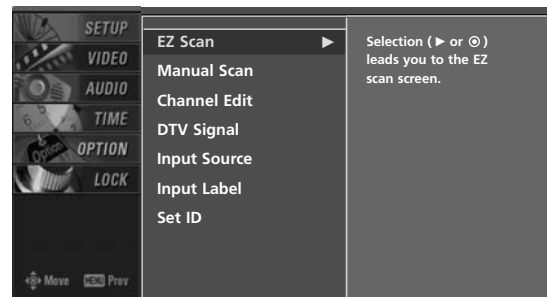 SETUP
VIDEO
AUDIO
TIME
OPTION
LOCK
Move MENU Prev
EZ Scan ►
Manual Scan
Channel Edit
DTV Signal
Input Source
Input Label
Set ID
Selection ( ► or ⊙ )
leads you to the EZ
scan screen.